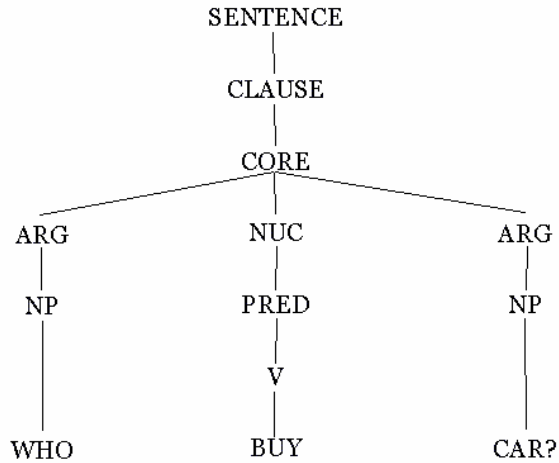 SENTENCE
CLAUSE
CORE
ARG NUC ARG
NP PRED NP
V
WHO BUY CAR?